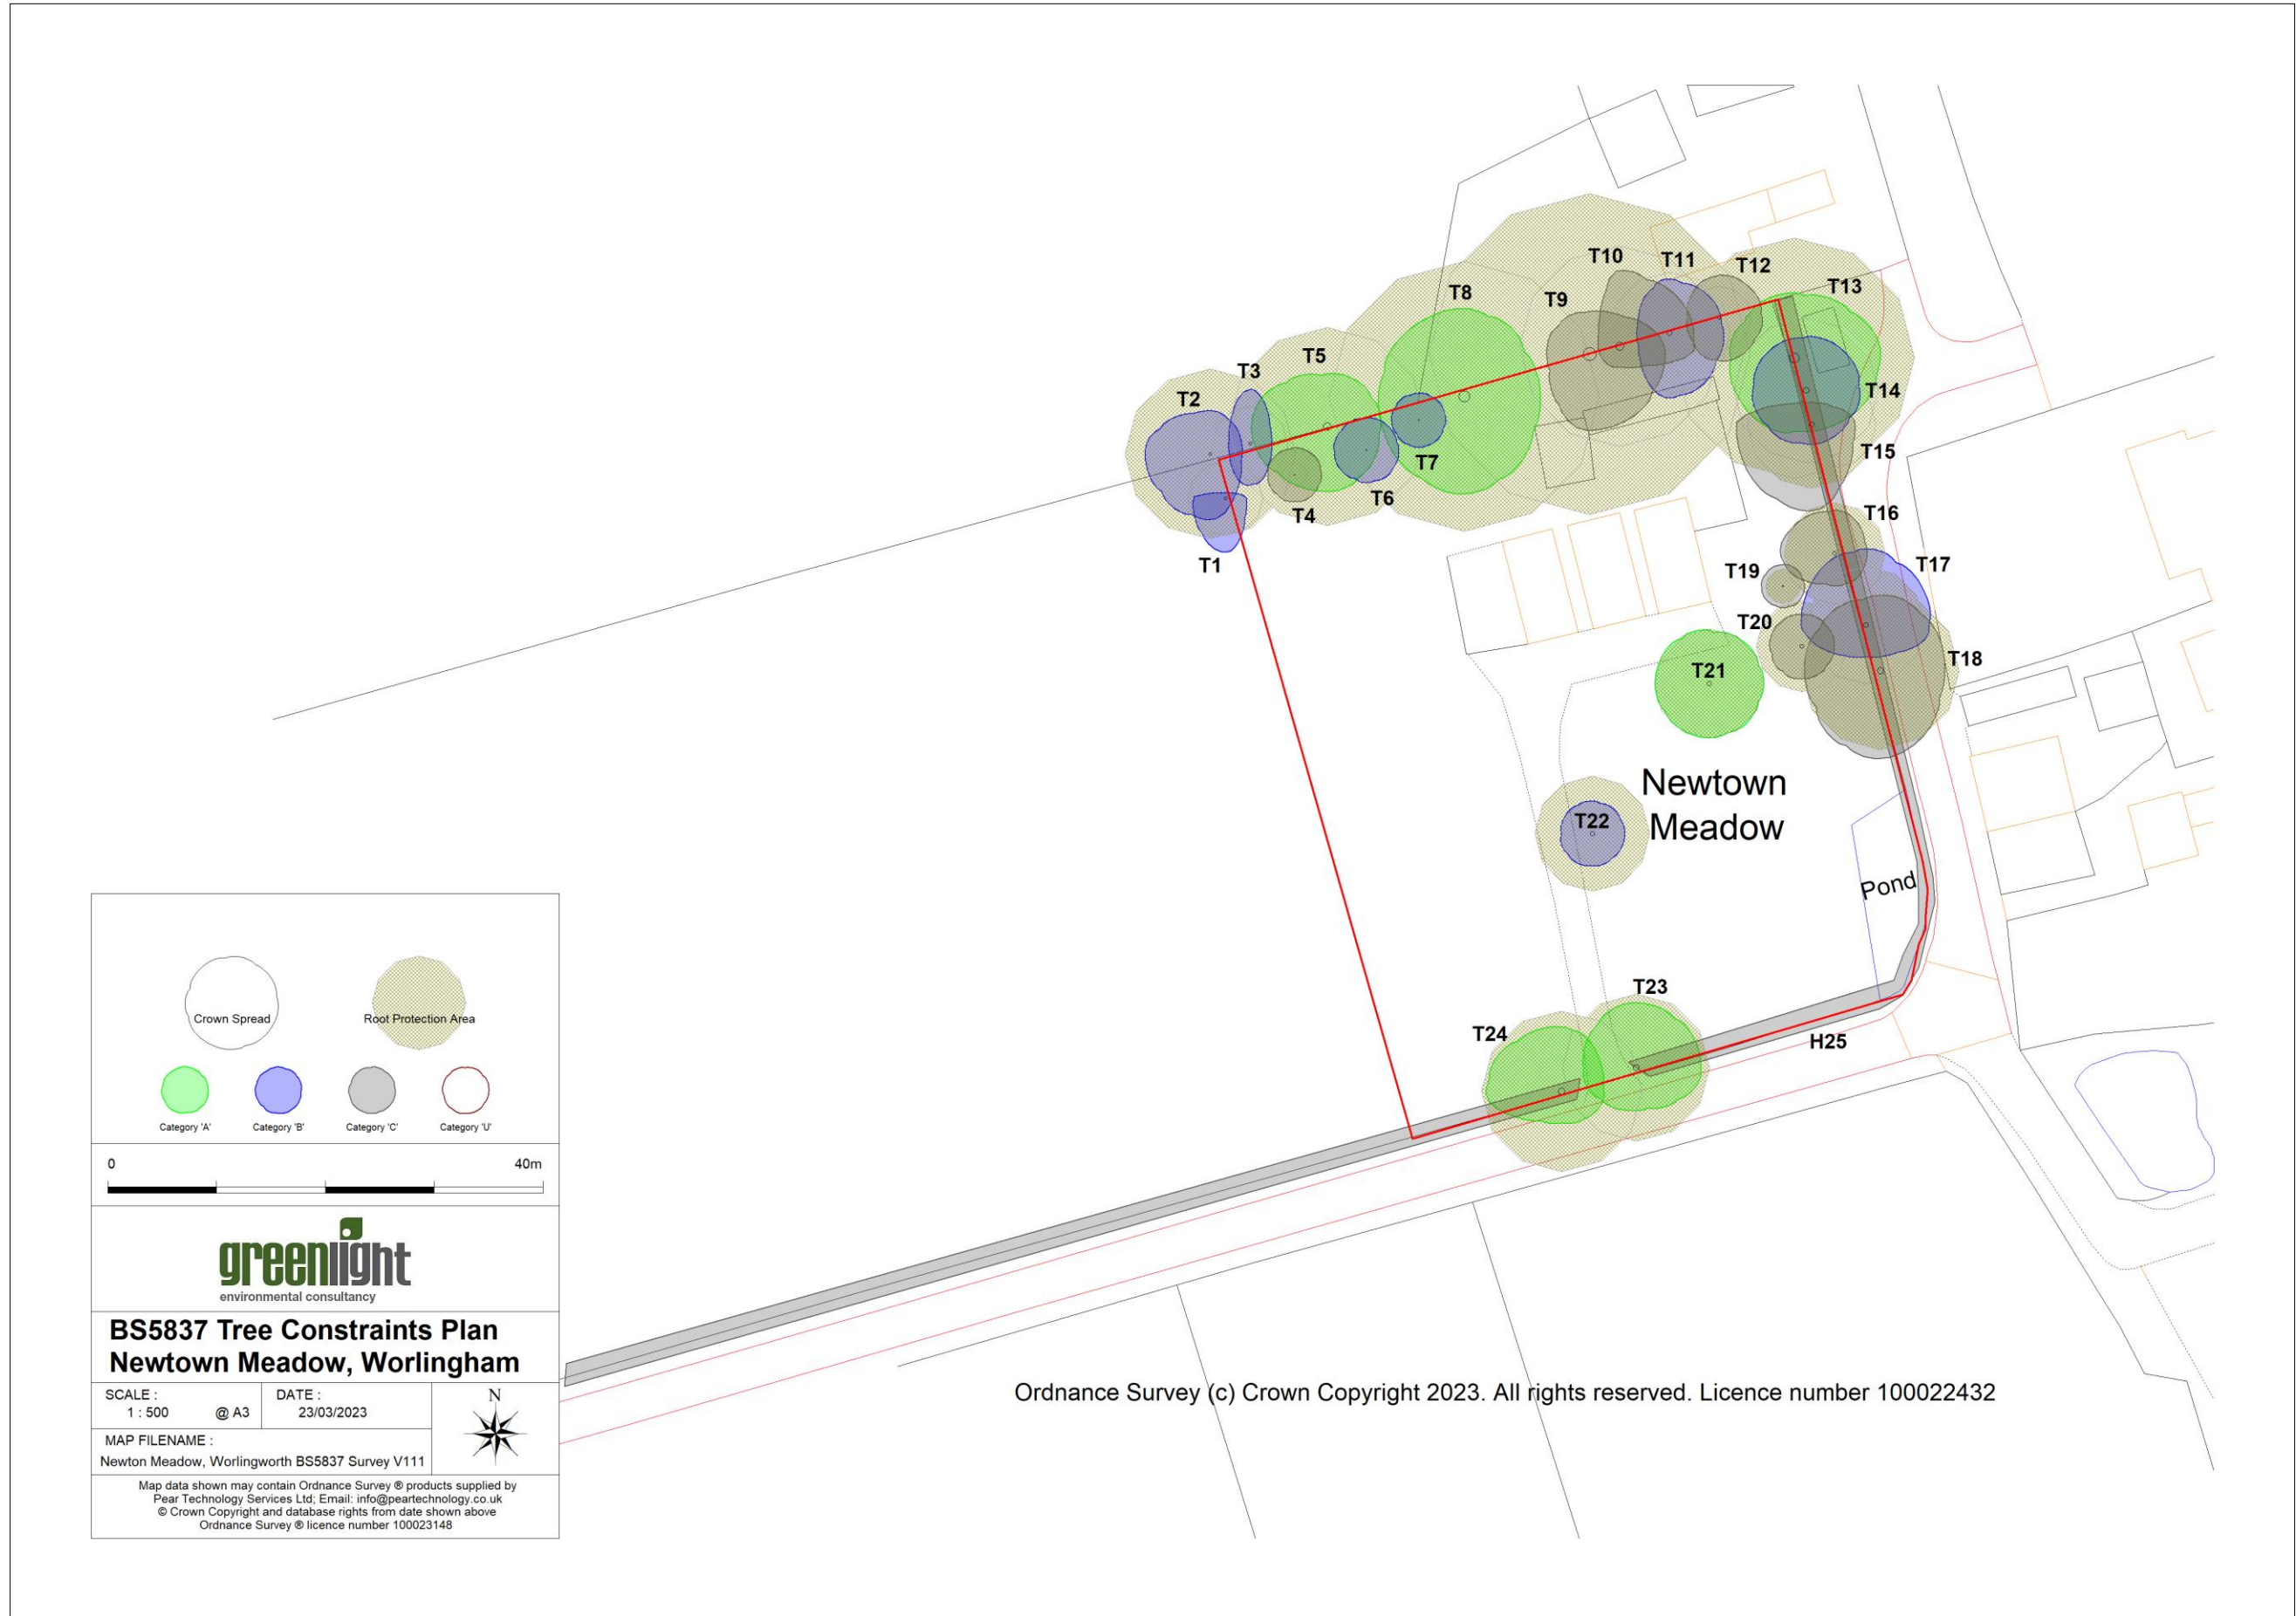 T10
T11
T12
T13
T9
T8
T5
T3
T2
T14
T15
T7
T6
T4
T1
T16
T17
T19
T20
T18
T21
Newtown
Meadow
T22
Pond
T23
T24
H25
Crown Spread
Root Protection Area
Category 'A'
Category 'B'
Category 'C'
Category 'U'
0
40m
greenlight
environmental consultancy
BS5837 Tree Constraints Plan
Newtown Meadow, Worlingham
SCALE :
1 : 500 @ A3
DATE :
23/03/2023
N
MAP FILENAME :
Newton Meadow, Worlingworth BS5837 Survey V111
Map data shown may contain Ordnance Survey ® products supplied by
Pear Technology Services Ltd; Email: info@peartechnology.co.uk
© Crown Copyright and database rights from date shown above
Ordnance Survey ® licence number 100023148
Ordnance Survey (c) Crown Copyright 2023. All rights reserved. Licence number 100022432